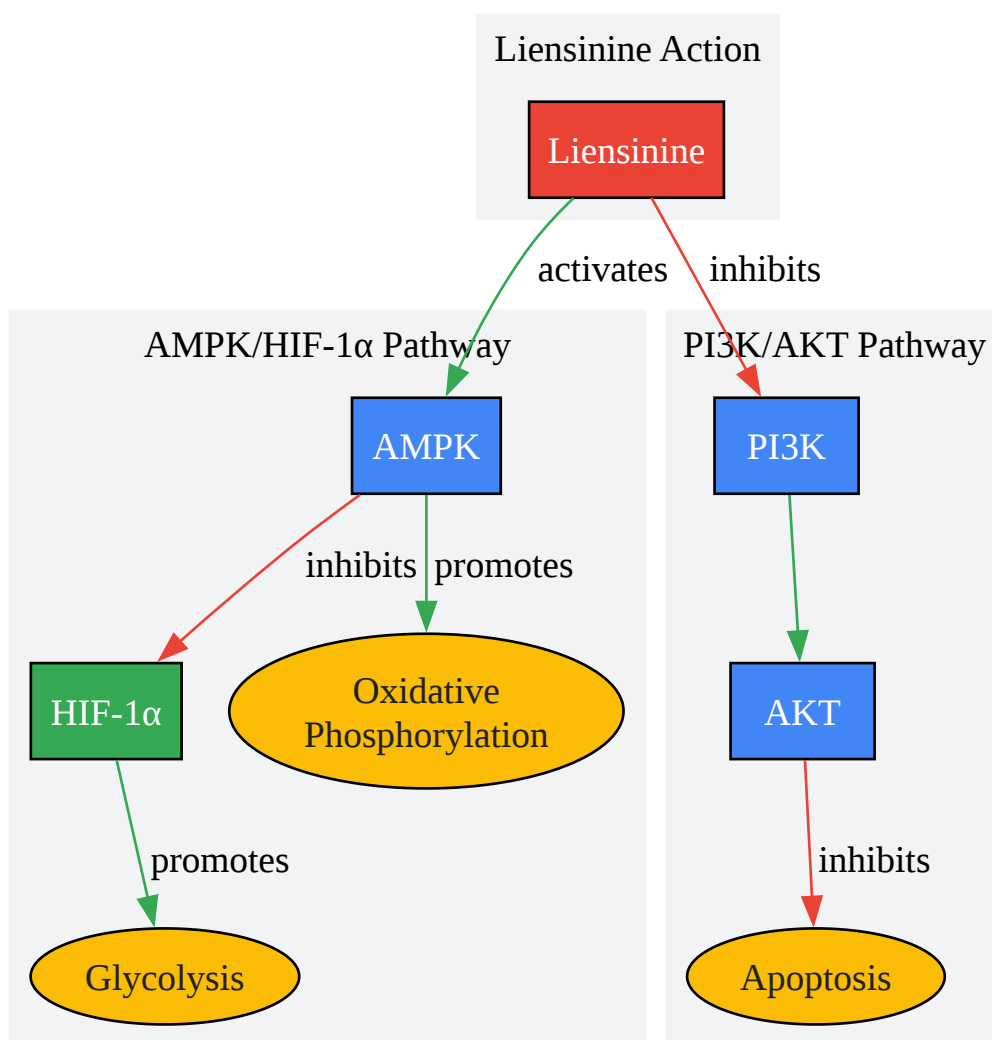 Liensinine Action
Liensinine
activates
inhibits
AMPK/HIF-1α Pathway
PI3K/AKT Pathway
AMPK
PI3K
inhibits
promotes
Oxidative
Phosphorylation
HIF-1α
AKT
promotes
inhibits
Glycolysis
Apoptosis